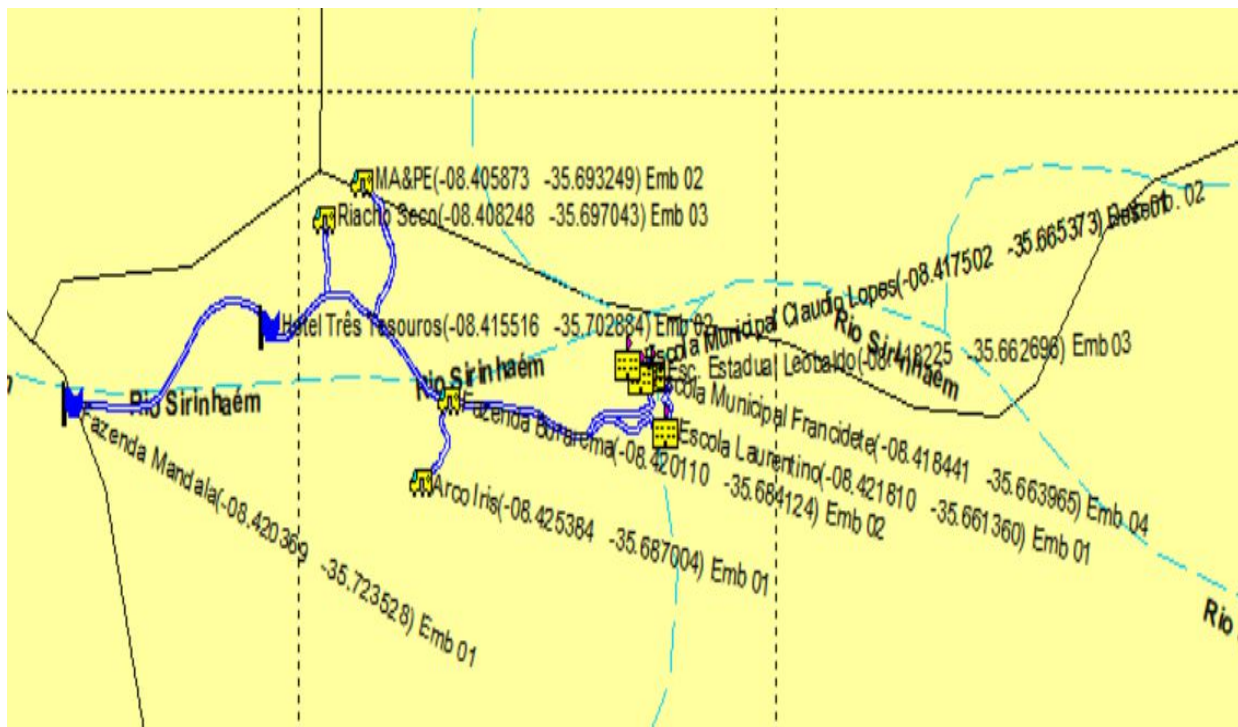 MA&PE(-08.405873 -35.693249) Emb 02
Riacho Seco(-08.408248 -35.697043) Emb 03
Hotel Três Tesouros(-08.415516 -35.702884) Emb 02
Escola Municipal Claudio Lopes(-08.417502 -35.665373) 02
Esc. Estadual Leobaldo(-08.418225 -35.662696) Emb 03
Escola Municipal Francidete(-08.418441 -35.663965) Emb 04
Escola Laurentino(-08.421810 -35.661360) Emb 01
Fazenda (-08.420110 -35.684124) Emb 02
Arco Iris(-08.425384 -35.687004) Emb 01
Fazenda Mandala(-08.420369 -35.723528) Emb 01
Rio Sirinhaém
Rio Sirinhaém
Rio Sirinhaém
Rio